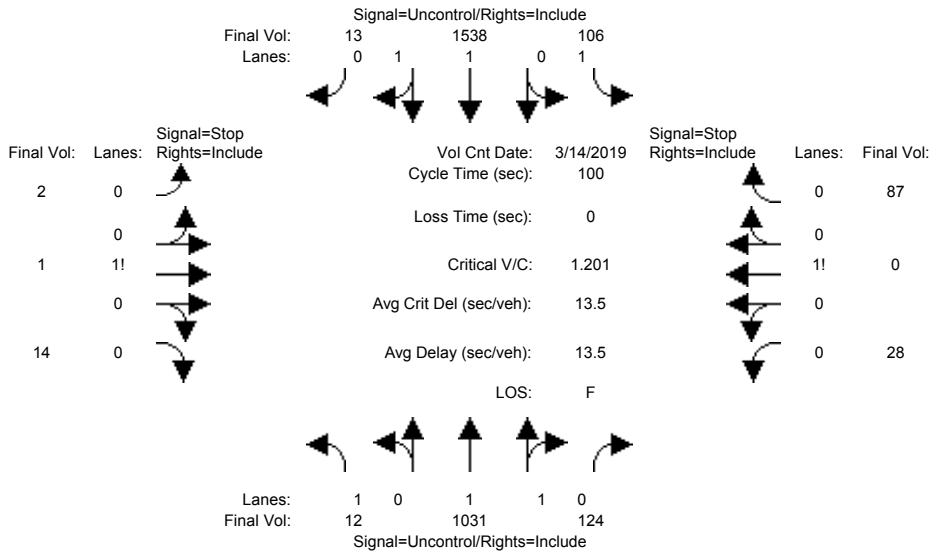 Signal=Uncontrol/Rights=Include
Final Vol: 13 1538 106
Lanes: 0 1 1 0 1
Signal=Stop Signal=Stop
Final Vol: Lanes: Rights=Include Vol Cnt Date: 3/14/2019 Rights=Include Lanes: Final Vol:
Cycle Time (sec): 100
2 0 0 87
Loss Time (sec): 0
0 0
1 1! Critical V/C: 1.201 1! 0
0 Avg Crit Del (sec/veh): 13.5 0
14 0 Avg Delay (sec/veh): 13.5 0 28
LOS: F
Lanes: 1 0 1 1 0
Final Vol: 12 1031 124
Signal=Uncontrol/Rights=Include